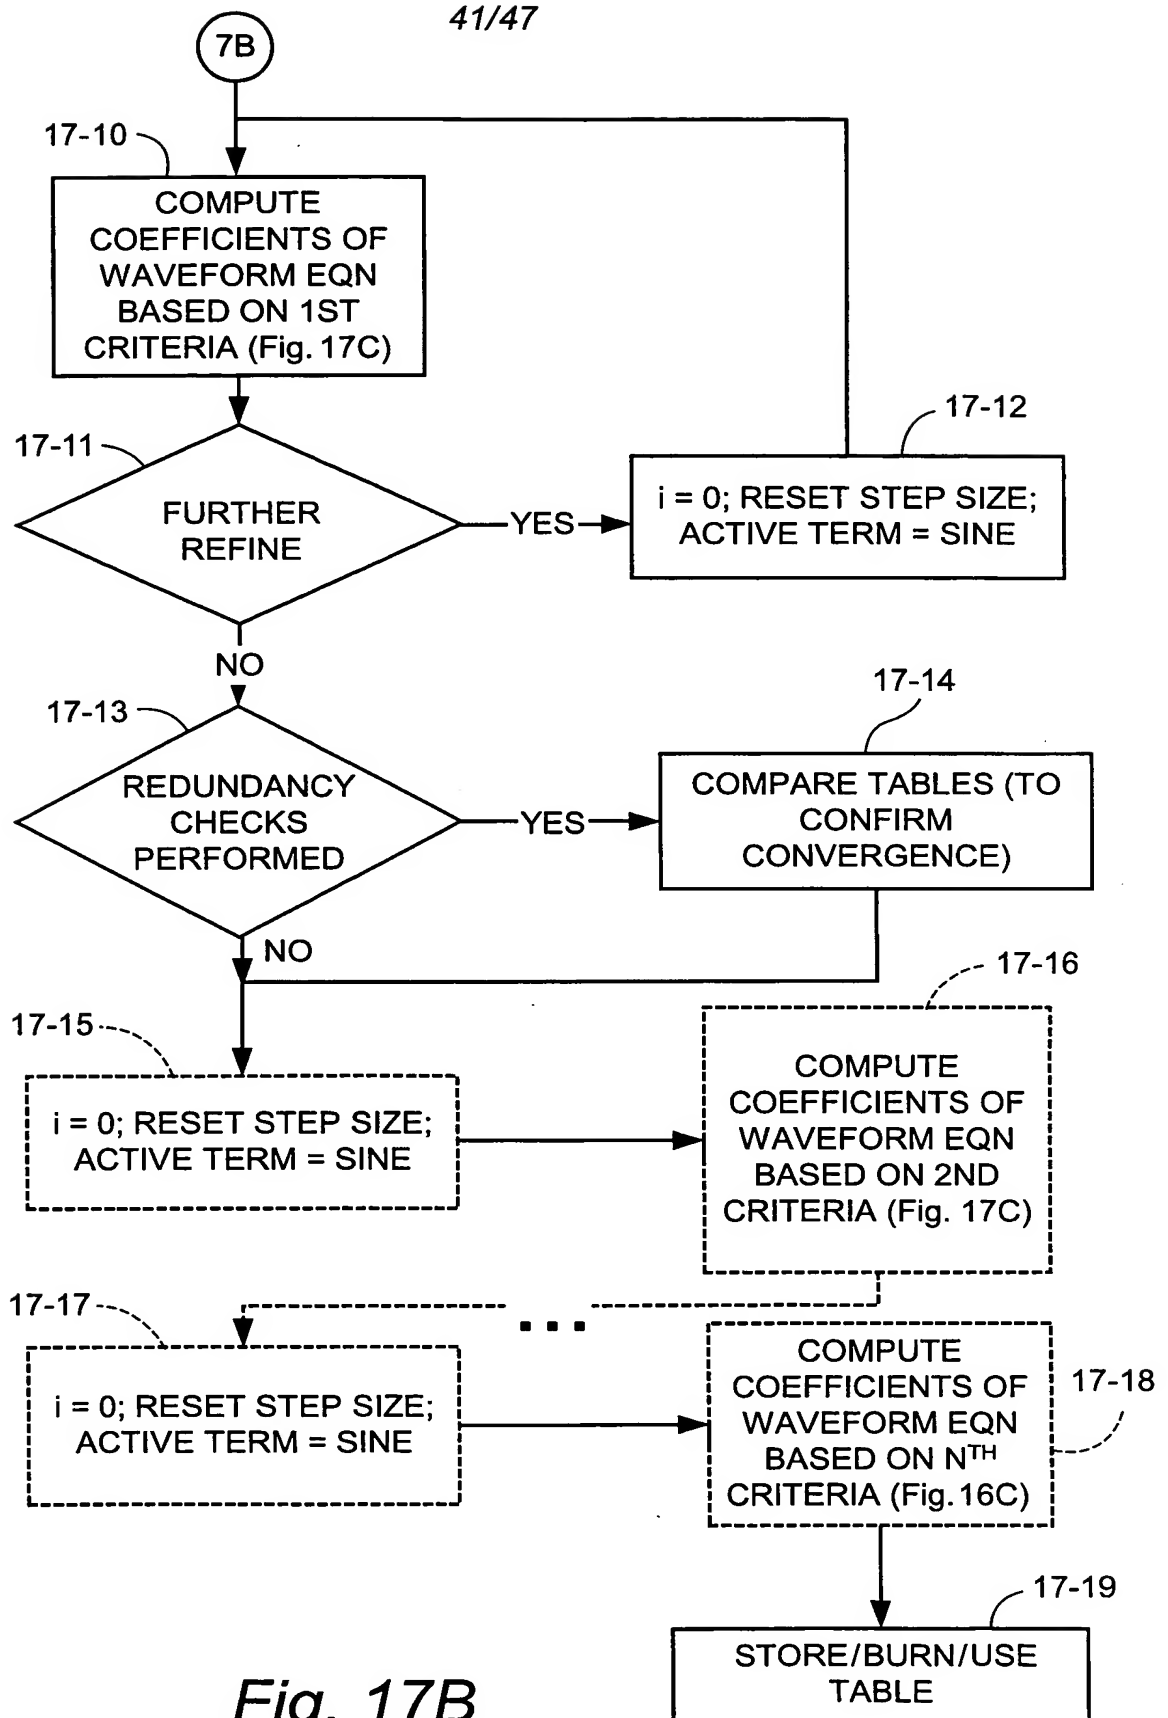 41/47
7B
17-10
COMPUTE
COEFFICIENTS OF
WAVEFORM EQN
BASED ON 1ST
CRITERIA (Fig. 17C)
17-11
FURTHER
REFINE
YES
17-12
i = 0; RESET STEP SIZE;
ACTIVE TERM = SINE
NO
17-13
REDUNDANCY
CHECKS
PERFORMED
YES
17-14
COMPARE TABLES (TO
CONFIRM
CONVERGENCE)
NO
17-15
i = 0; RESET STEP SIZE;
ACTIVE TERM = SINE
17-16
COMPUTE
COEFFICIENTS OF
WAVEFORM EQN
BASED ON 2ND
CRITERIA (Fig. 17C)
17-17
i = 0; RESET STEP SIZE;
ACTIVE TERM = SINE
...
17-18
COMPUTE
COEFFICIENTS OF
WAVEFORM EQN
BASED ON NTH
CRITERIA (Fig. 16C)
17-19
STORE/BURN/USE
TABLE
Fig. 17B